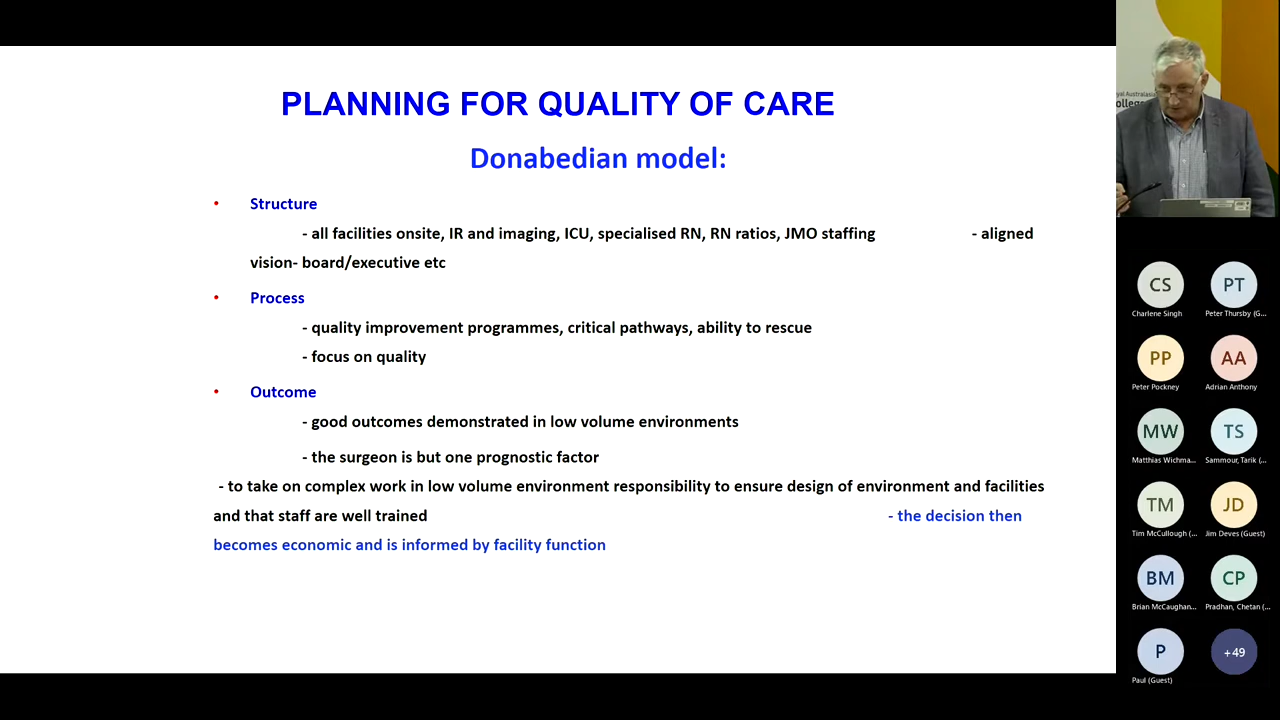 PLANNING FOR QUALITY OF CARE
Donabedian model:
• Structure
- all facilities onsite, IR and imaging, ICU, specialised RN, RN ratios, JMO staffing - aligned
vision- board/executive etc
• Process
- quality improvement programmes, critical pathways, ability to rescue
- focus on quality
• Outcome
- good outcomes demonstrated in low volume environments
- the surgeon is but one prognostic factor
- to take on complex work in low volume environment responsibility to ensure design of environment and facilities
and that staff are well trained - the decision then
becomes economic and is informed by facility function
CS PT
Charlene Singh Peter Thursby (G...
PP AA
Peter Pockney Adrian Anthony
MW TS
Matthias Wichma... Sammour, Tarik (...
TM JD
Tim McCullough (... Jim Deves (Guest)
BM CP
Brian McCaughan... Pradhan, Chetan (...
P +49
Paul (Guest)